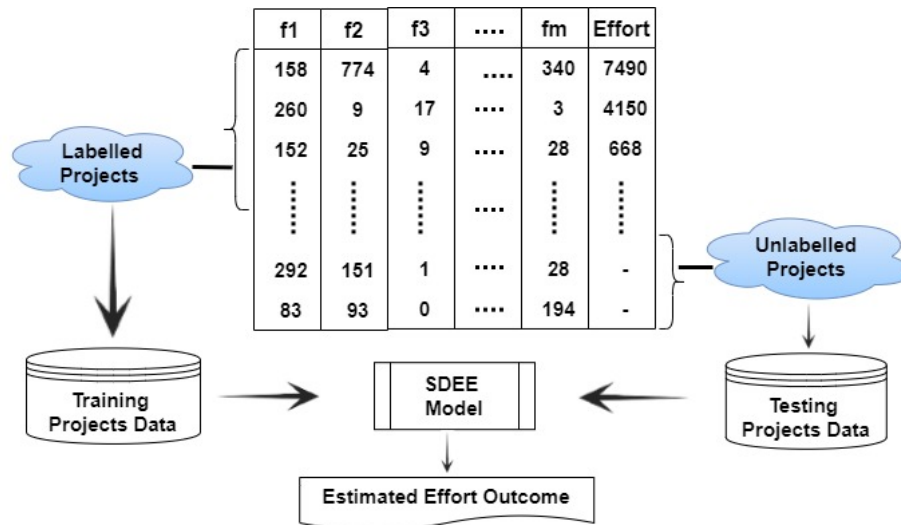 f1 f2 f3 .... fm Effort
158 774 4 .... 340 7490
260 9 17 .... 3 4150
152 25 9 .... 28 668
Labelled
Projects
....
292 151 1 .... 28 -
83 93 0 .... 194 -
Unlabelled
Projects
Training
Projects Data
SDEE
Model
Testing
Projects Data
Estimated Effort Outcome